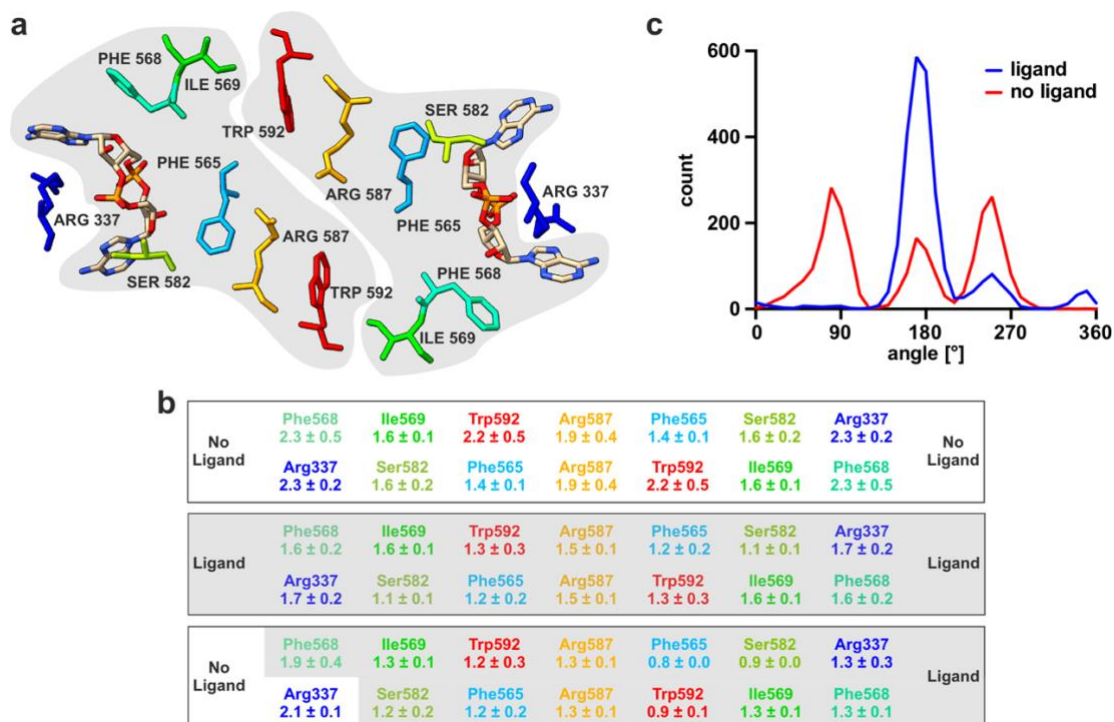 a
PHE 568
ILE 569
TRP 592
SER 582
PHE 565
ARG 337
ARG 587
PHE 565
ARG 337
ARG 587
SER 582
TRP 592
PHE 568
ILE 569
c
600
400
200
0
count
ligand
no ligand
0 90 180 270 360
angle [°]
b
No Ligand
Phe568 Ile569 Trp592 Arg587 Phe565 Ser582 Arg337
2.3 ± 0.5 1.6 ± 0.1 2.2 ± 0.5 1.9 ± 0.4 1.4 ± 0.1 1.6 ± 0.2 2.3 ± 0.2
Arg337 Ser582 Phe565 Arg587 Trp592 Ile569 Phe568
2.3 ± 0.2 1.6 ± 0.2 1.4 ± 0.1 1.9 ± 0.4 2.2 ± 0.5 1.6 ± 0.1 2.3 ± 0.5
No Ligand
Ligand
Phe568 Ile569 Trp592 Arg587 Phe565 Ser582 Arg337
1.6 ± 0.2 1.6 ± 0.1 1.3 ± 0.3 1.5 ± 0.1 1.2 ± 0.2 1.1 ± 0.1 1.7 ± 0.2
Arg337 Ser582 Phe565 Arg587 Trp592 Ile569 Phe568
1.7 ± 0.2 1.1 ± 0.1 1.2 ± 0.2 1.5 ± 0.1 1.3 ± 0.3 1.6 ± 0.1 1.6 ± 0.2
Ligand
No Ligand
Phe568 Ile569 Trp592 Arg587 Phe565 Ser582 Arg337
1.9 ± 0.4 1.3 ± 0.1 1.2 ± 0.3 1.3 ± 0.1 0.8 ± 0.0 0.9 ± 0.0 1.3 ± 0.3
Arg337 Ser582 Phe565 Arg587 Trp592 Ile569 Phe568
2.1 ± 0.1 1.2 ± 0.2 1.2 ± 0.2 1.3 ± 0.1 0.9 ± 0.1 1.3 ± 0.1 1.3 ± 0.1
Ligand